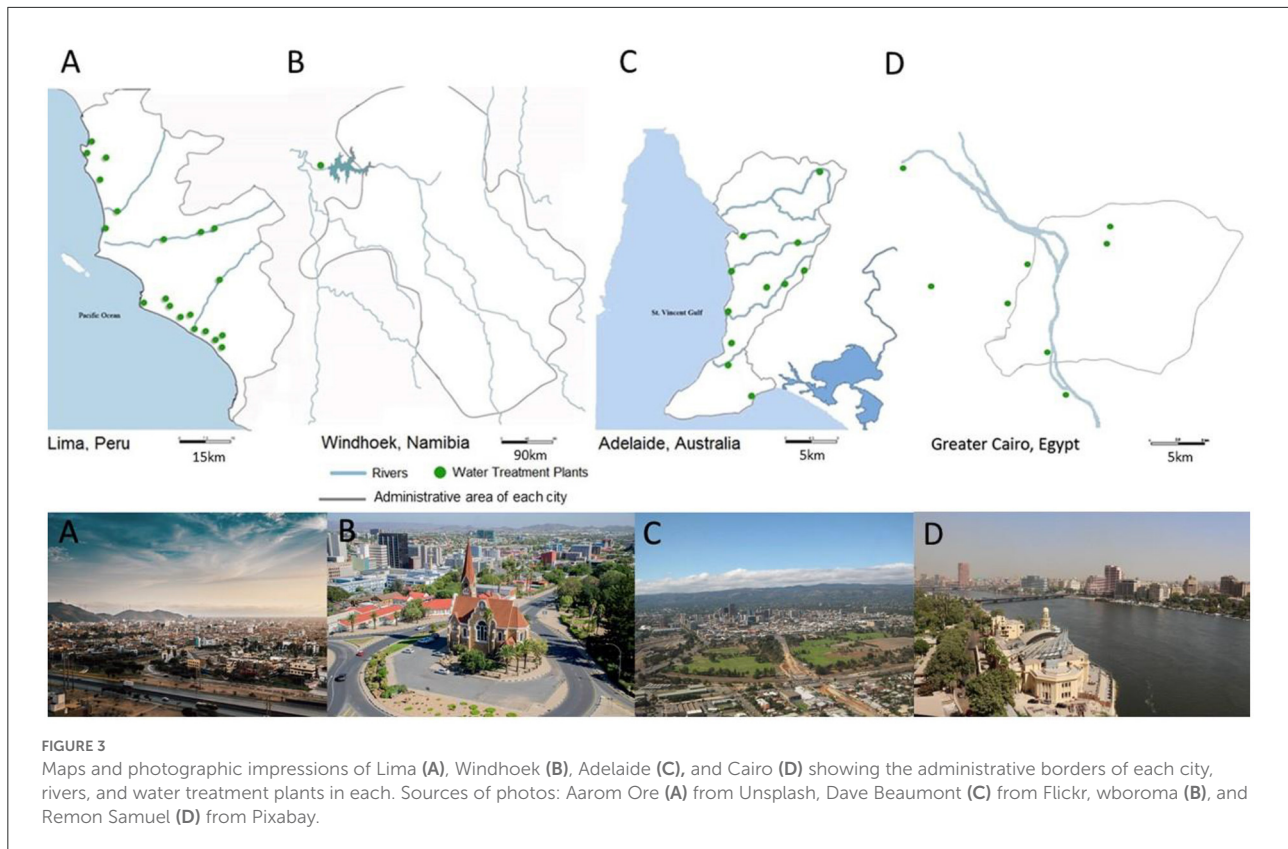 A
B
C
D
Pacific Ocean
St. Vincent Gulf
Lima, Peru
15km
Windhoek, Namibia
90km
Adelaide, Australia
5km
Greater Cairo, Egypt
5km
Rivers
Water Treatment Plants
Administrative area of each city
A
B
C
D
FIGURE 3
Maps and photographic impressions of Lima (A), Windhoek (B), Adelaide (C), and Cairo (D) showing the administrative borders of each city,
rivers, and water treatment plants in each. Sources of photos: Aarom Ore (A) from Unsplash, Dave Beaumont (C) from Flickr, wboroma (B), and
Remon Samuel (D) from Pixabay.